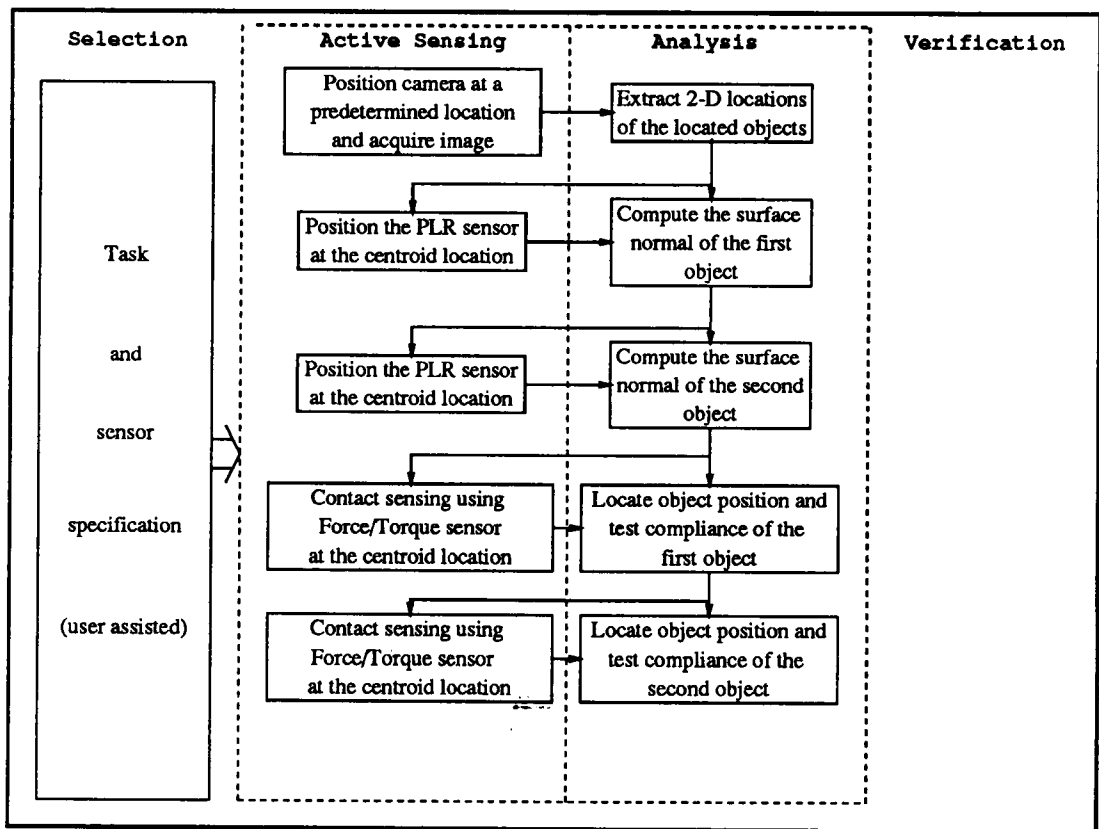 Selection
Active Sensing
Analysis
Verification
Task
and
sensor
specification
(user assisted)
Position camera at a
predetermined location
and acquire image
Extract 2-D locations
of the located objects
Position the PLR sensor
at the centroid location
Compute the surface
normal of the first
object
Position the PLR sensor
at the centroid location
Compute the surface
normal of the second
object
Contact sensing using
Force/Torque sensor
at the centroid location
Locate object position and
test compliance of the
first object
Contact sensing using
Force/Torque sensor
at the centroid location
Locate object position and
test compliance of the
second object